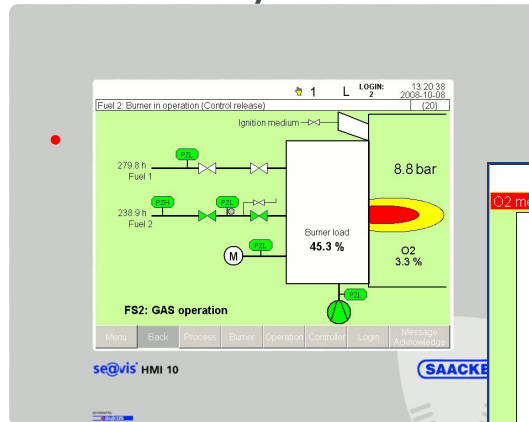 1 L LOGIN: 2 13:20:38 2008-10-08
Fuel 2: Burner in operation (Control release) (20)
Ignition medium
PZL
279.8 h
Fuel 1
8.8 bar
PZH PZL
238.9 h
Fuel 2
Burner load
45.3 %
PZL
M
O2
3.3 %
PZL
FS2: GAS operation
Menu Back Process Burner Operation Controller Login Message Acknowledge
se@vis HMI 10
SAACKE
O2 me